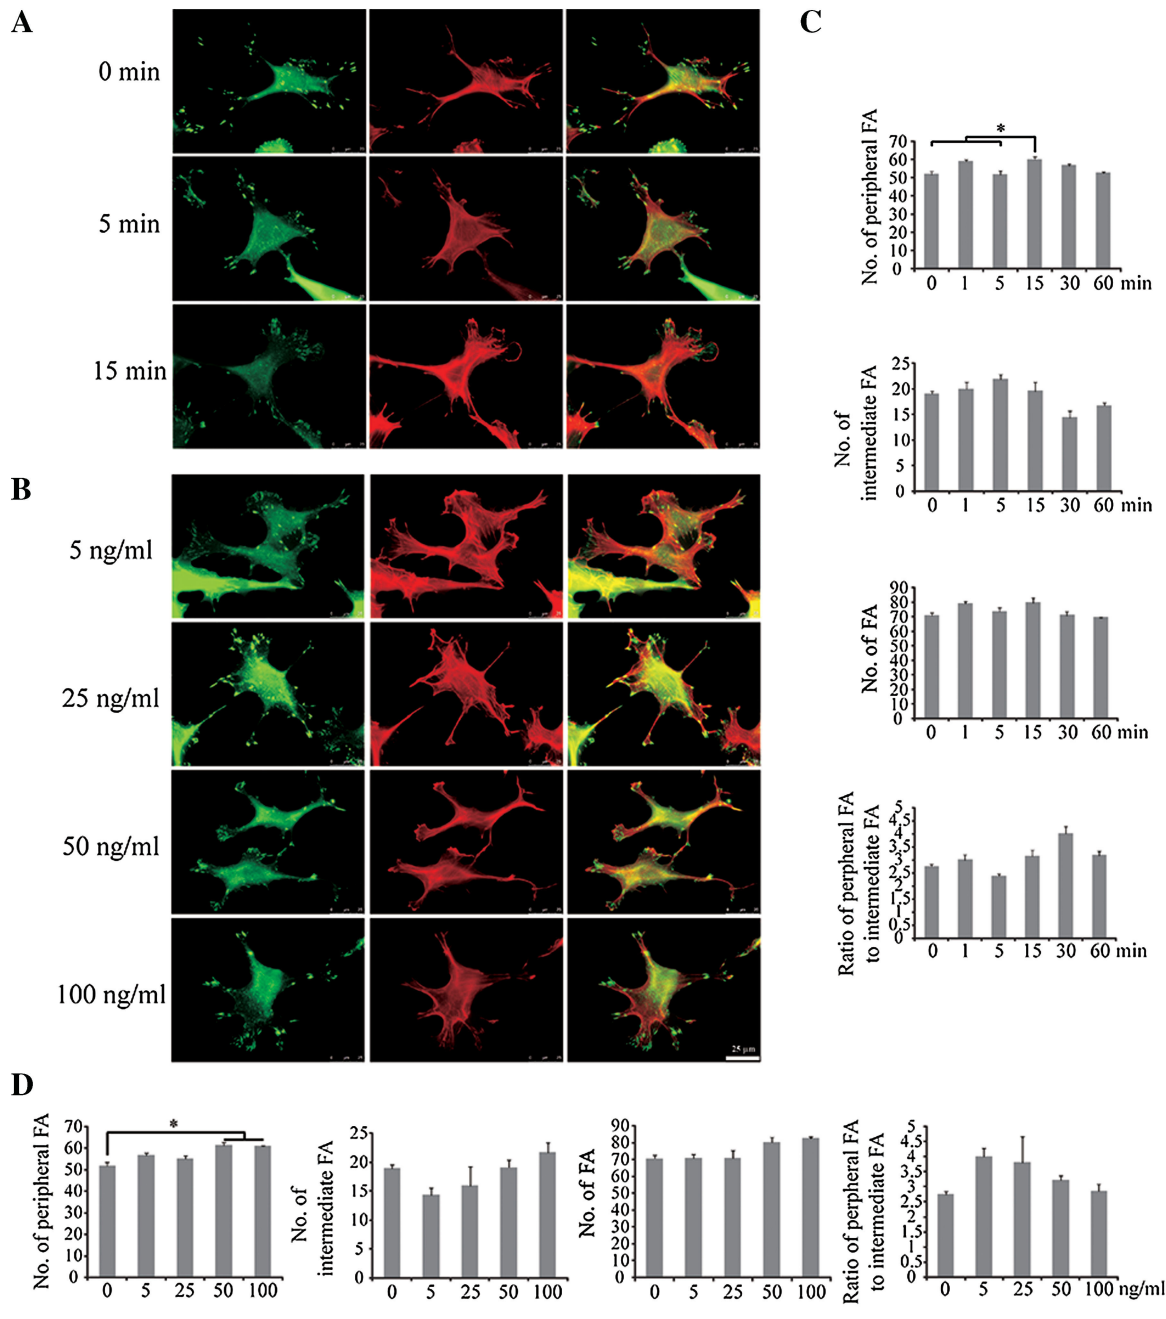 A
0 min
5 min
15 min
B
5 ng/ml
25 ng/ml
50 ng/ml
100 ng/ml
25 µm
C
No. of peripheral FA
70
60
50
40
30
20
10
0
*
0 1 5 15 30 60 min
No. of
intermediate FA
25
20
15
10
5
0
0 1 5 15 30 60 min
No. of FA
90
80
70
60
50
40
30
20
10
0
0 1 5 15 30 60 min
Ratio of perpheral FA
to intermediate FA
5
4.5
4
3.5
3
2.5
2
1.5
1
0.5
0
0 1 5 15 30 60 min
D
No. of peripheral FA
70
60
50
40
30
20
10
0
*
0 5 25 50 100
No. of
intermediate FA
25
20
15
10
5
0
0 5 25 50 100
No. of FA
90
80
70
60
50
40
30
20
10
0
0 5 25 50 100
Ratio of perpheral FA
to intermediate FA
5
4.5
4
3.5
3
2.5
2
1.5
1
0.5
0
0 5 25 50 100 ng/ml